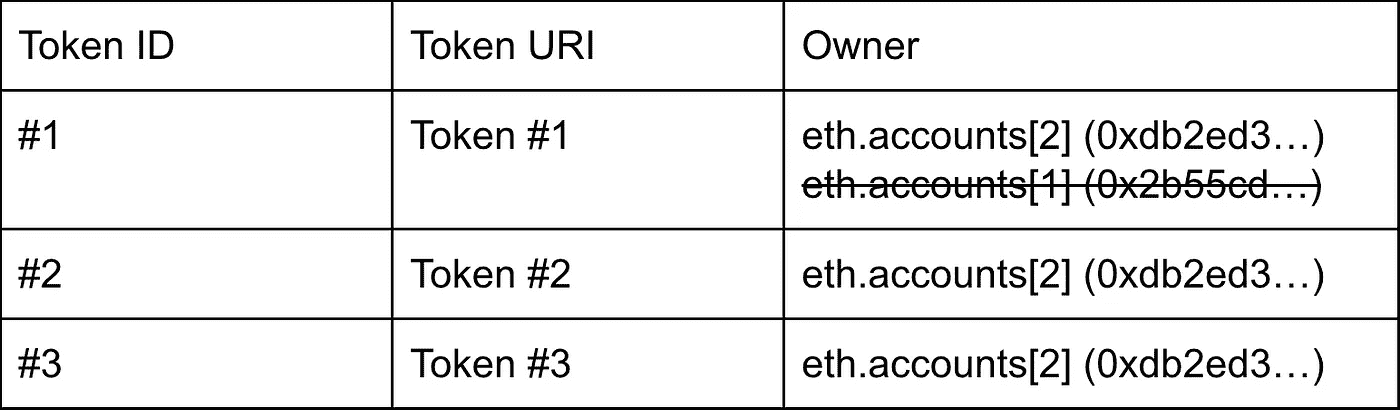 Token ID Token URI Owner
#1 Token #1 eth.accounts[2] (0xdb2ed3…)
eth.accounts[1] (0x2b55cd…)
#2 Token #2 eth.accounts[2] (0xdb2ed3…)
#3 Token #3 eth.accounts[2] (0xdb2ed3…)